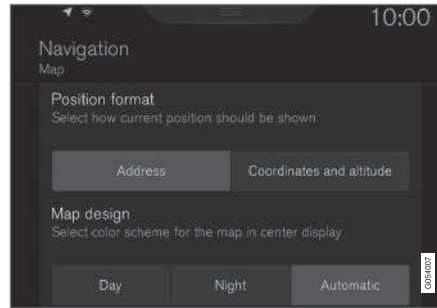 10:00
Navigation
Map
Position format
Select how current position should be shown
Address
Coordinates and altitude
Map design
Select color scheme for the map in center display
Day
Night
Automatic
G054007